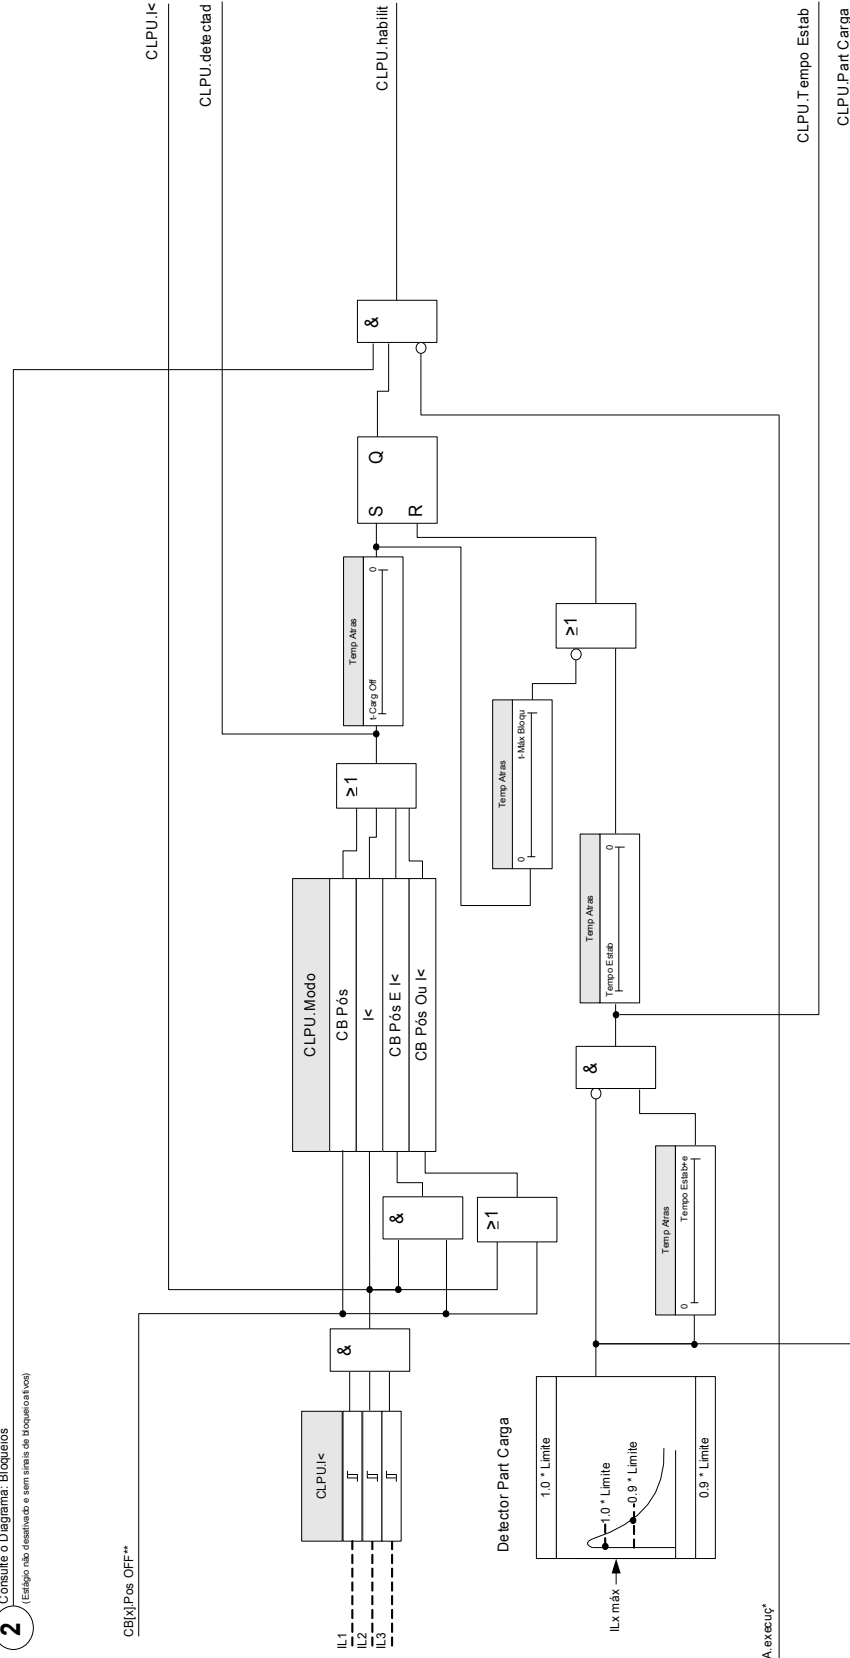 2
Consulte o Diagrama: Bloqueios
(Estágio não desativado e sem sinais de bloqueio ativos)
CB[x].Pos OFF**
IL1
IL2
IL3
CLPU.I<
&
&
≥1
CLPU.Modo
CB Pós
I<
CB Pós E I<
CB Pós Ou I<
≥1
Temp Atras
t-Carg Off
0
S
R
Q
&
CLPU.I<
CLPU.detectad
CLPU.habilit
Temp Atras
0
t-Máx Bloqu
≥1
Detector Part Carga
ILx máx
1.0 * Limite
1.0 * Limite
0.9 * Limite
0.9 * Limite
Temp Atras
0
Tempo Estab+e
&
Temp Atras
Tempo Estab
0
CLPU.Tempo Estab
CLPU.Part Carga
A.execuç*